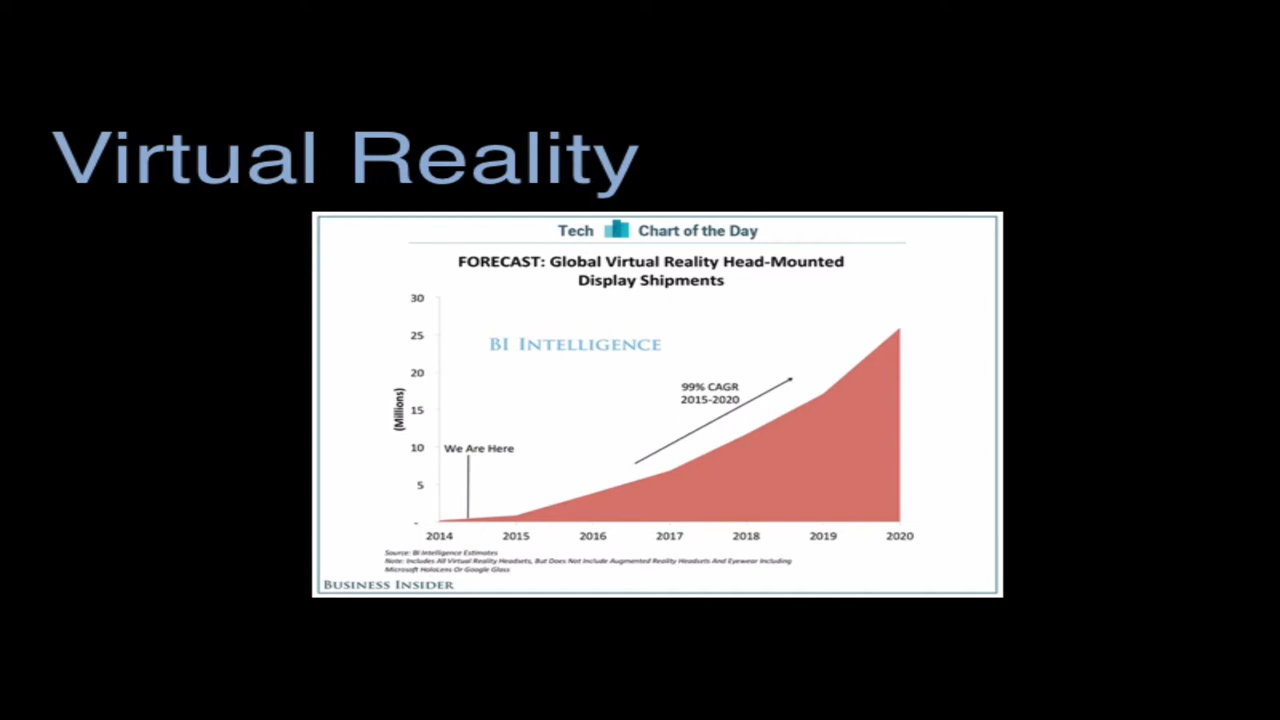 Virtual Reality
Tech Chart of the Day
FORECAST: Global Virtual Reality Head-Mounted
Display Shipments
30
25
20
15
10
5
-
(Millions)
BI INTELLIGENCE
99% CAGR
2015-2020
We Are Here
2014 2015 2016 2017 2018 2019 2020
Source: BI Intelligence Estimates
Note: Includes All Virtual Reality Headsets, But Does Not Include Augmented Reality Headsets And Eyewear Including
Microsoft HoloLens Or Google Glass
BUSINESS INSIDER